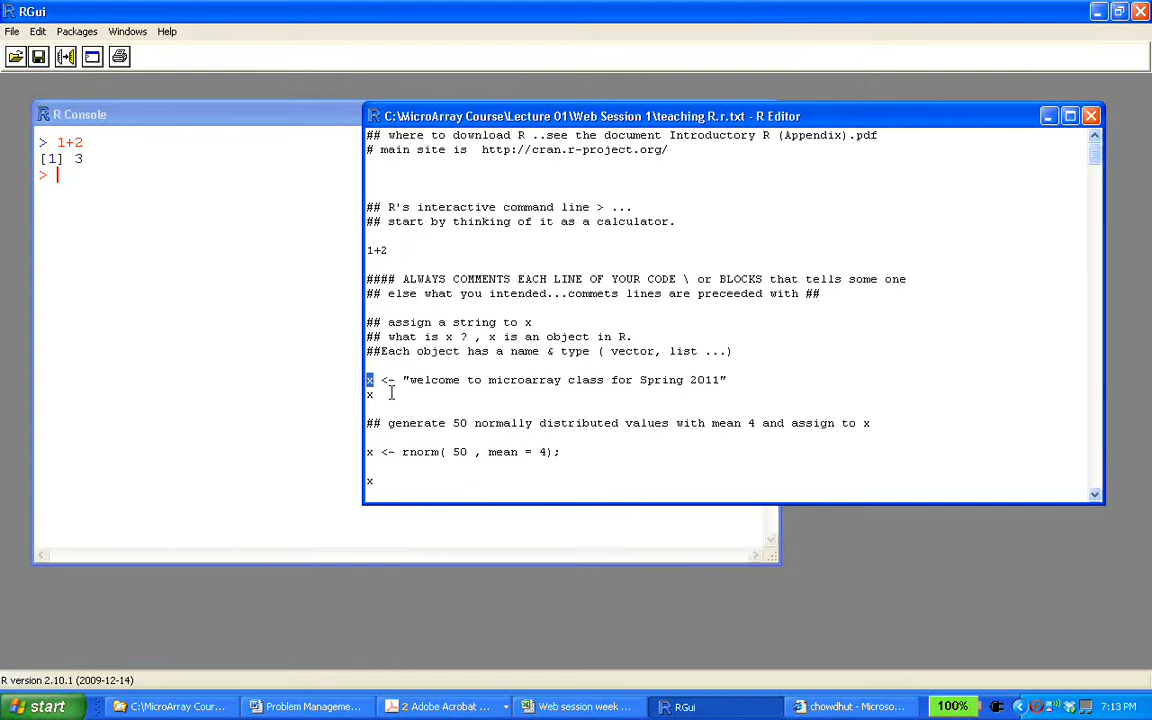 RGui
File Edit Packages Windows Help
R Console
> 1+2
[1] 3
>
C:\MicroArray Course\Lecture 01\Web Session 1\teaching R.r.txt - R Editor
## where to download R ..see the document Introductory R (Appendix).pdf
# main site is http://cran.r-project.org/
## R's interactive command line > ...
## start by thinking of it as a calculator.
1+2
#### ALWAYS COMMENTS EACH LINE OF YOUR CODE \ or BLOCKS that tells some one
## else what you intended...commets lines are preceeded with ##
## assign a string to x
## what is x ? , x is an object in R.
##Each object has a name & type ( vector, list ...)
x <- "welcome to microarray class for Spring 2011"
x
## generate 50 normally distributed values with mean 4 and assign to x
x <- rnorm( 50 , mean = 4);
x
R version 2.10.1 (2009-12-14)
start C:\MicroArray Cour... Problem Manageme... 2 Adobe Acrobat ... Web session week ... RGui chowdhut - Microso... 100% 7:13 PM